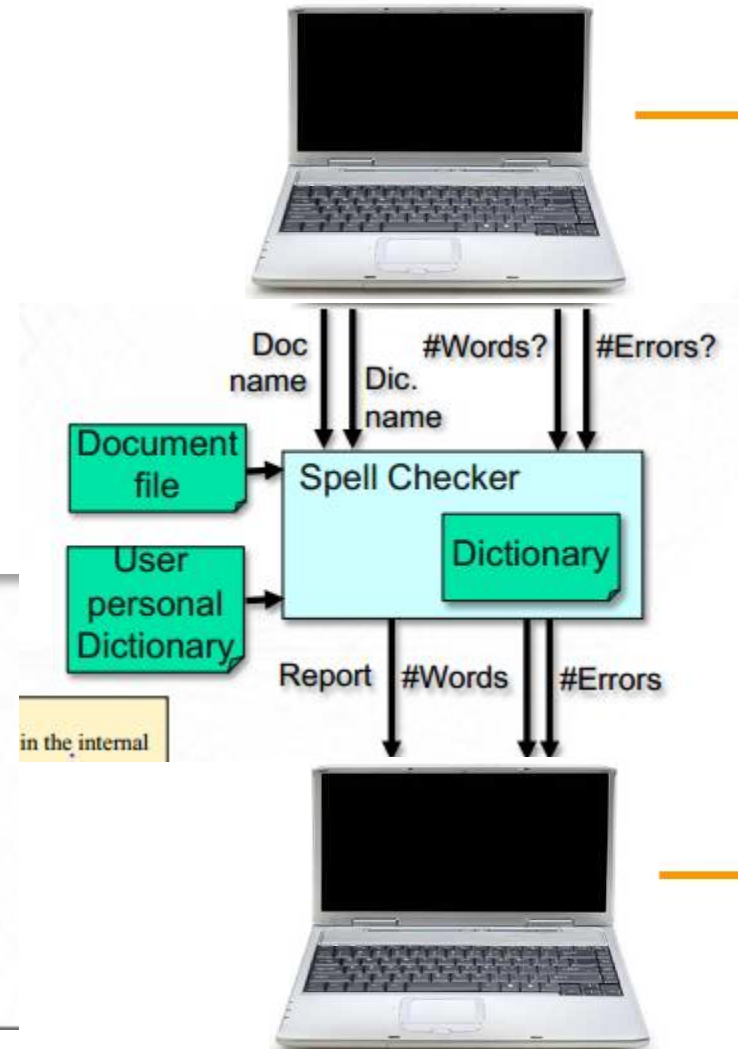 Doc
name
Dic.
name
#Words?
#Errors?
Document
file
Spell Checker
Dictionary
User
personal
Dictionary
Report
#Words
#Errors
in the internal